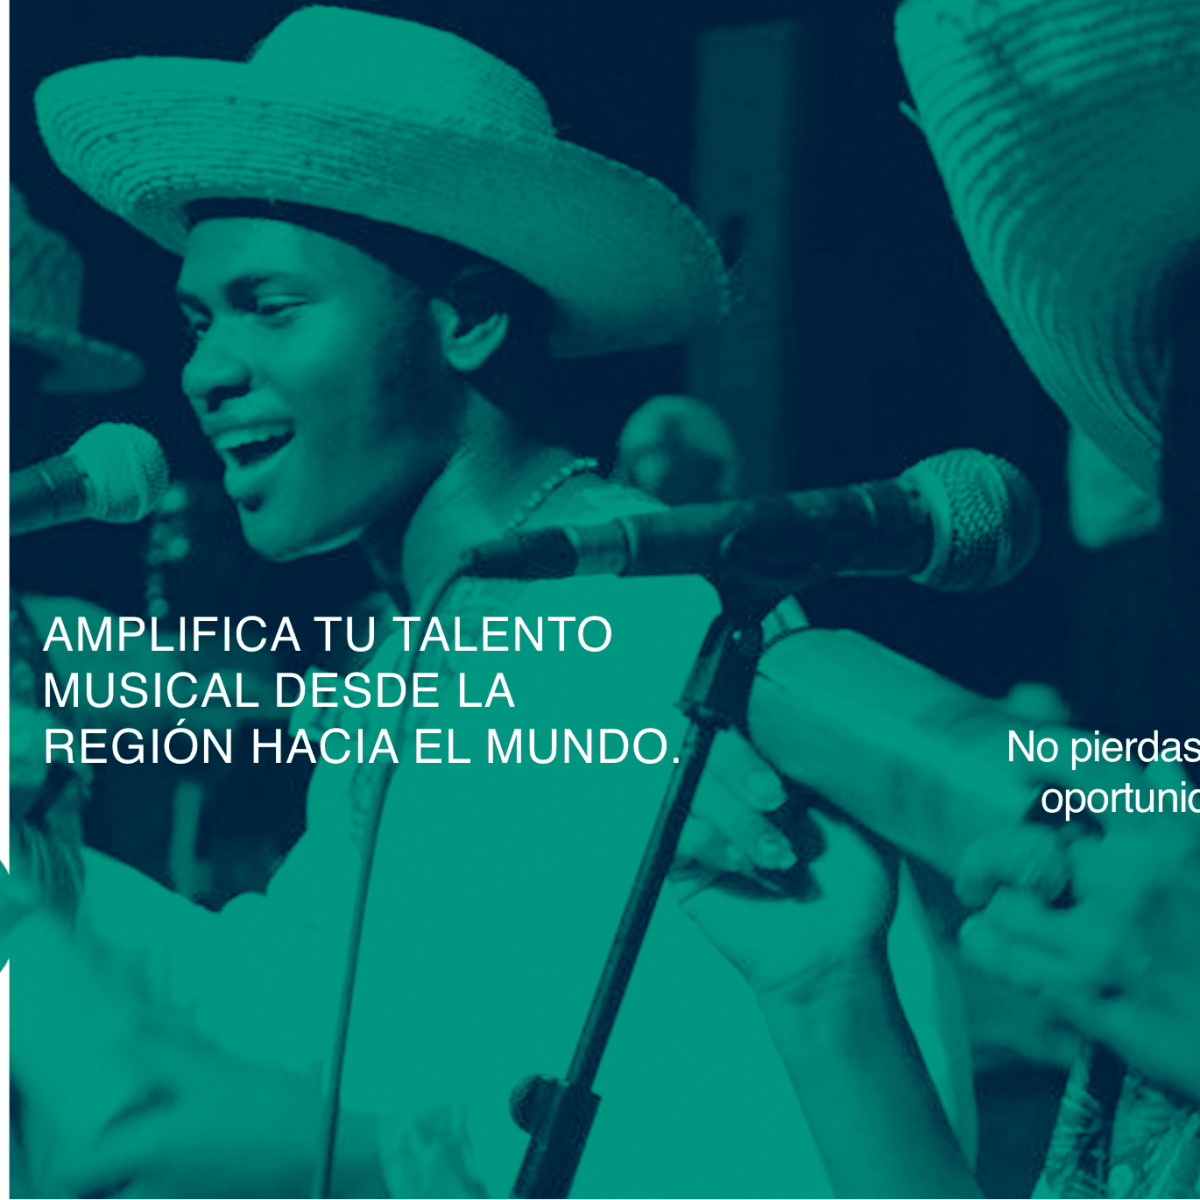 AMPLIFICA TU TALENTO
MUSICAL DESDE LA
REGIÓN HACIA EL MUNDO.
No pierdas